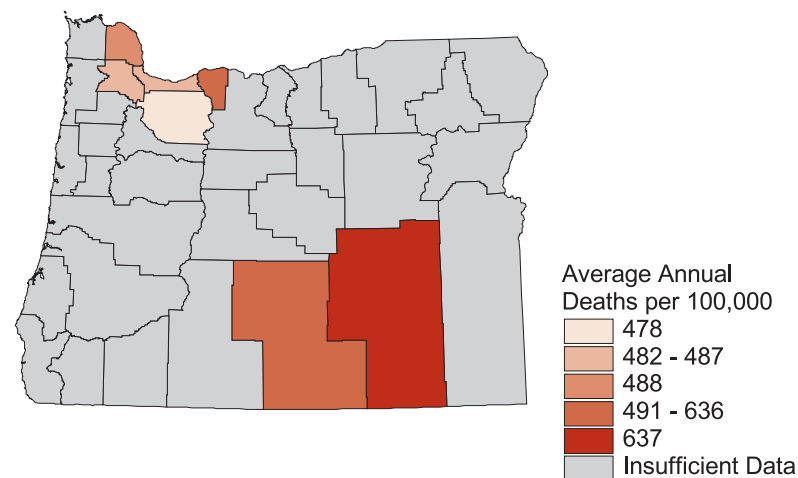 Average Annual
Deaths per 100,000
478
482 - 487
488
491 - 636
637
Insufficient Data